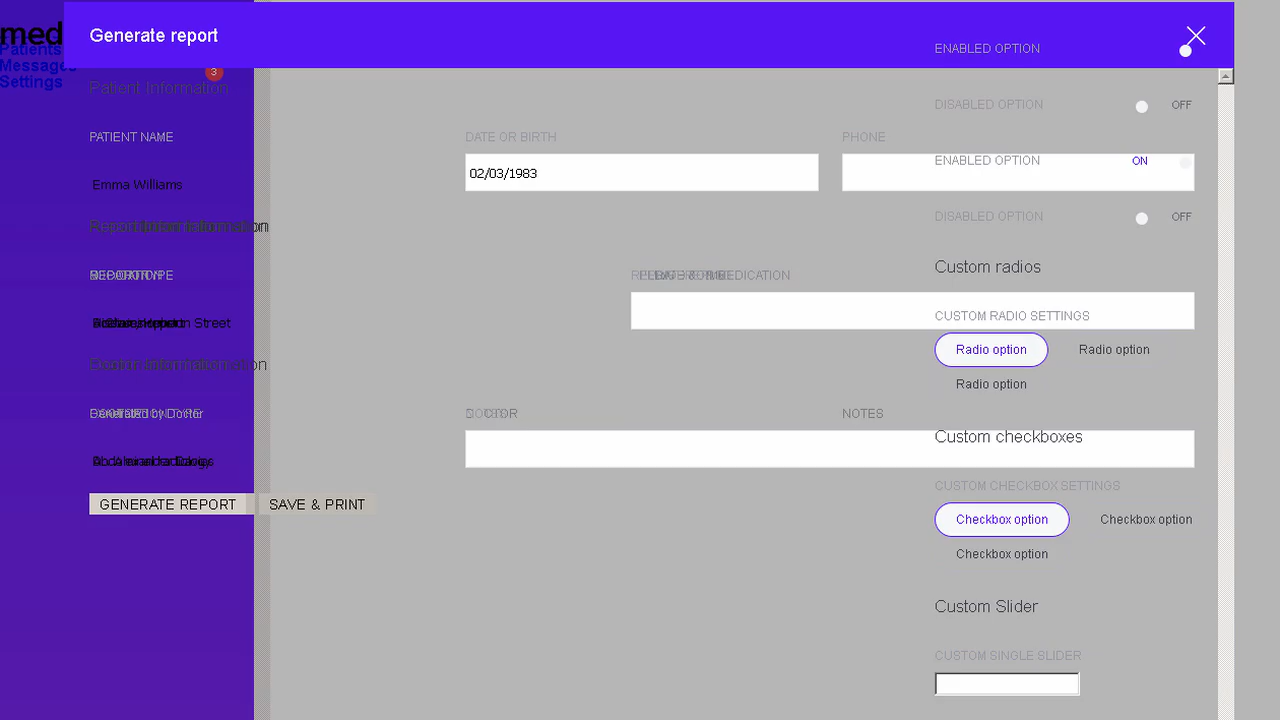 med
Generate report
Patients
Messages
Settings
3
ENABLED OPTION
Patient Information
DISABLED OPTION
OFF
PATIENT NAME
DATE OR BIRTH
PHONE
ENABLED OPTION
ON
Emma Williams
02/03/1983
DISABLED OPTION
OFF
Custom radios
CUSTOM RADIO SETTINGS
Radio option
Radio option
Radio option
NOTES
Custom checkboxes
CUSTOM CHECKBOX SETTINGS
GENERATE REPORT
SAVE & PRINT
Checkbox option
Checkbox option
Checkbox option
Custom Slider
CUSTOM SINGLE SLIDER